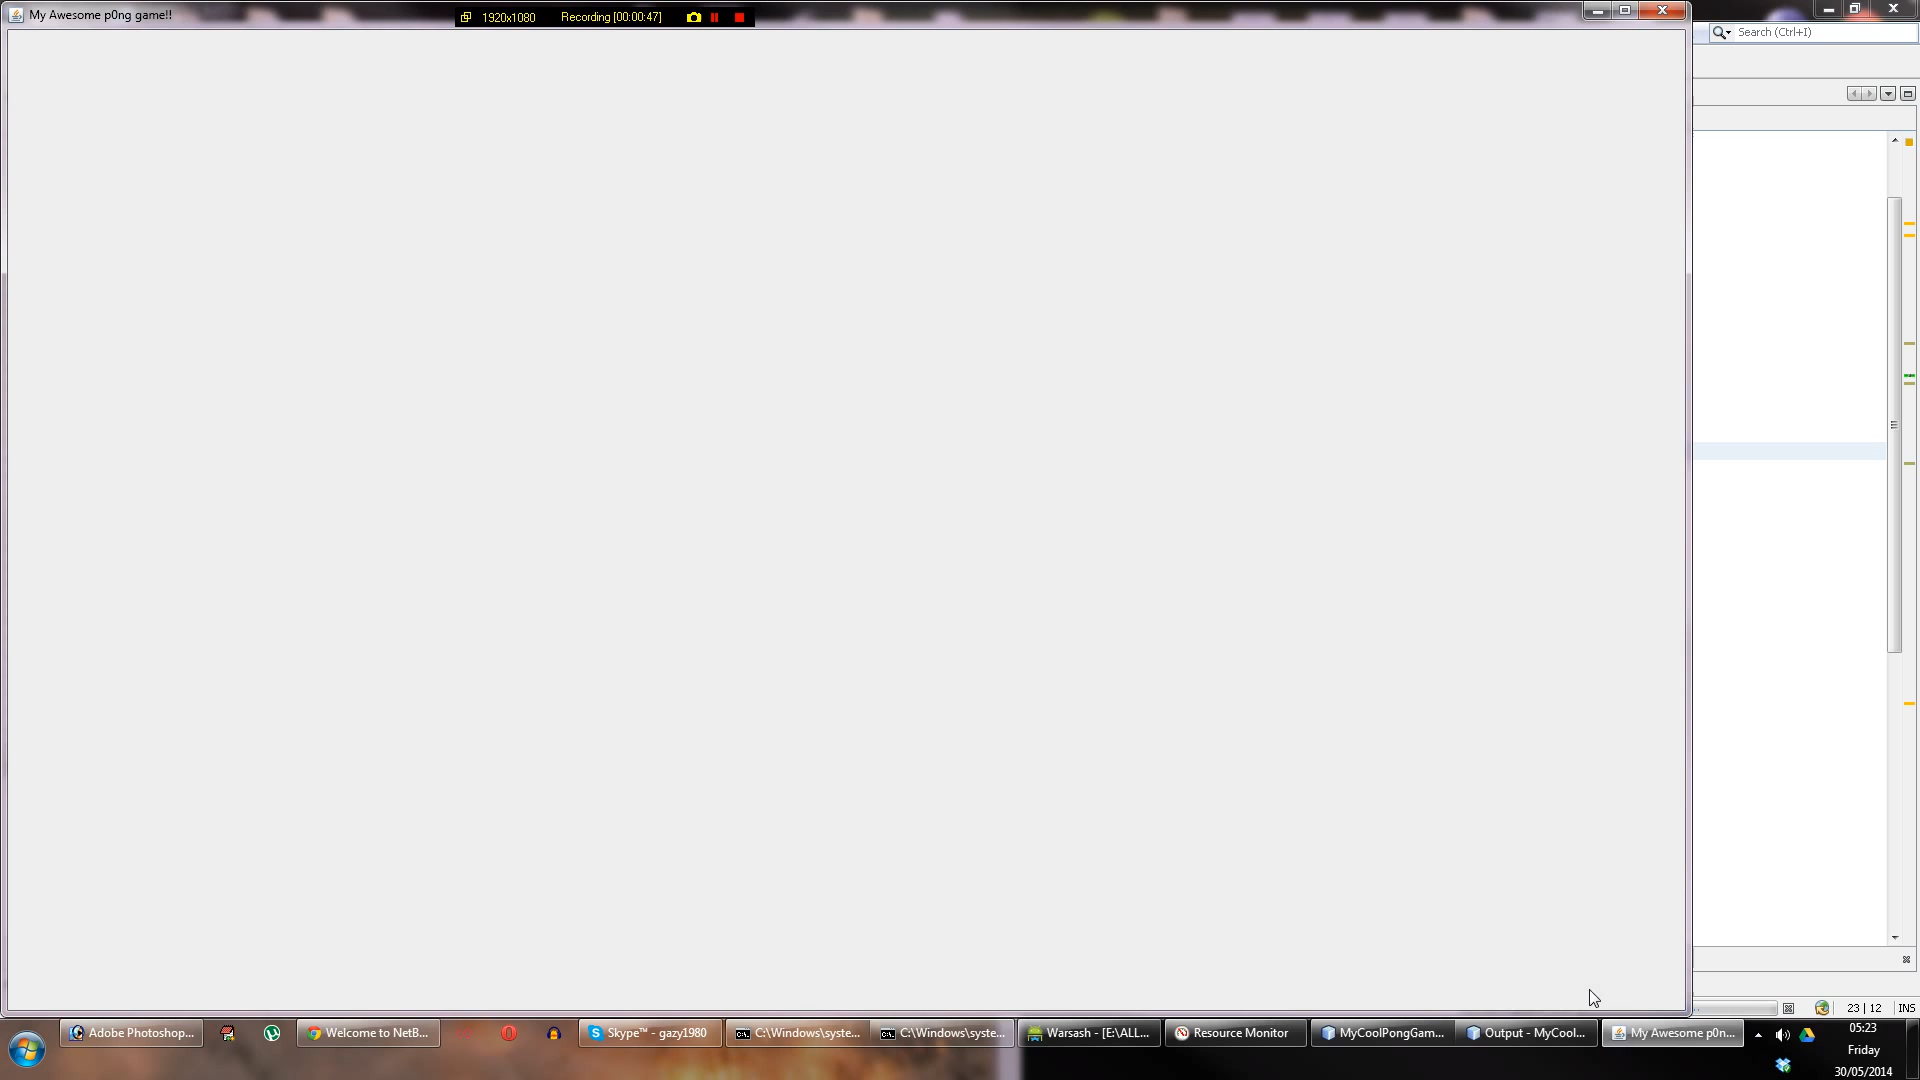 My Awesome p0ng game!!
1920x1080 Recording [00:00:47]
Search (Ctrl+I)
23 | 12 INS
Adobe Photoshop...
Welcome to NetB...
Skype™ - gazy1980
C:\Windows\syste...
C:\Windows\syste...
Warsash - [E:\ALL...
Resource Monitor
MyCoolPongGam...
Output - MyCool...
My Awesome p0n...
05:23
Friday
30/05/2014